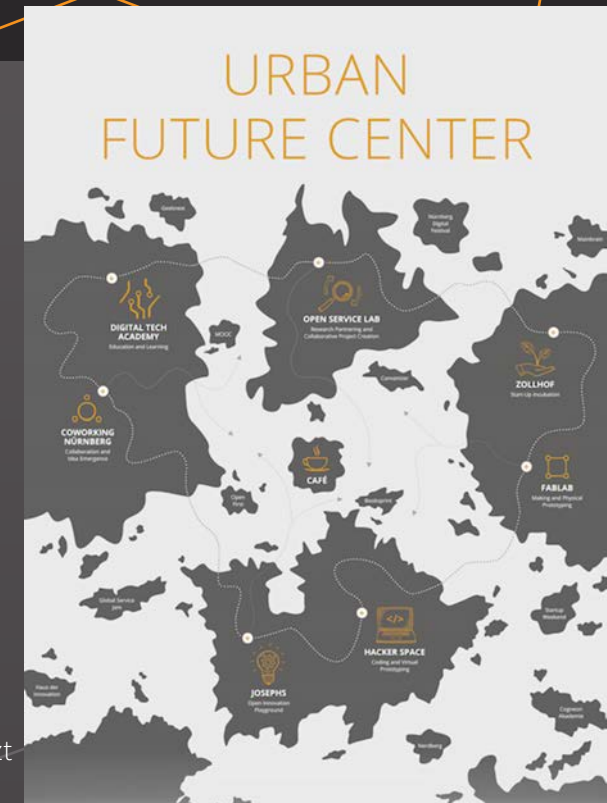 URBAN
FUTURE CENTER
Nürnberg
Digital
Festival
DIGITAL TECH
ACADEMY
Education and Learning
MOOC
OPEN SERVICE LAB
Research Partnering and
Collaborative Project Creation
ZOLLHOF
Start-Up Incubation
COWORKING
NÜRNBERG
Collaboration and
Idea Emergence
CAFÉ
Open
First
FABLAB
Making and Physical
Prototyping
Global Service
Jam
Startup
Weekend
HACKER SPACE
Coding and Virtual
Prototyping
JOSEPHS
Open Innovation
Playground
Haus der
Innovation
Cogneon
Akademie
Nerdberg